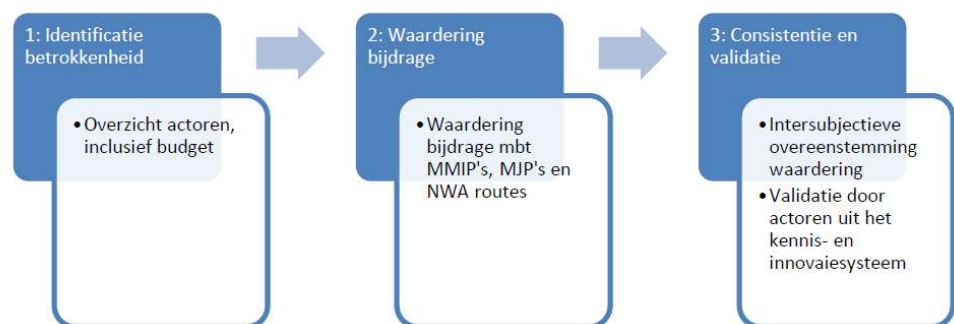 1: Identificatie
betrokkenheid
•Overzicht actoren,
inclusief budget
2: Waardering
bijdrage
•Waardering
bijdrage mbt
MMIP's, MJP's en
NWA routes
3: Consistentie en
validatie
•Intersubjectieve
overeenstemming
waardering
•Validatie door
actoren uit het
kennis- en
innovaiesysteem